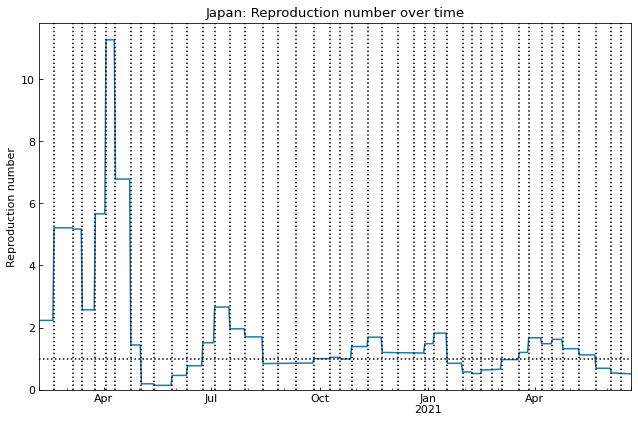 Japan: Reproduction number over time
Reproduction number
10
8
6
4
2
0
Apr
Jul
Oct
Jan
2021
Apr